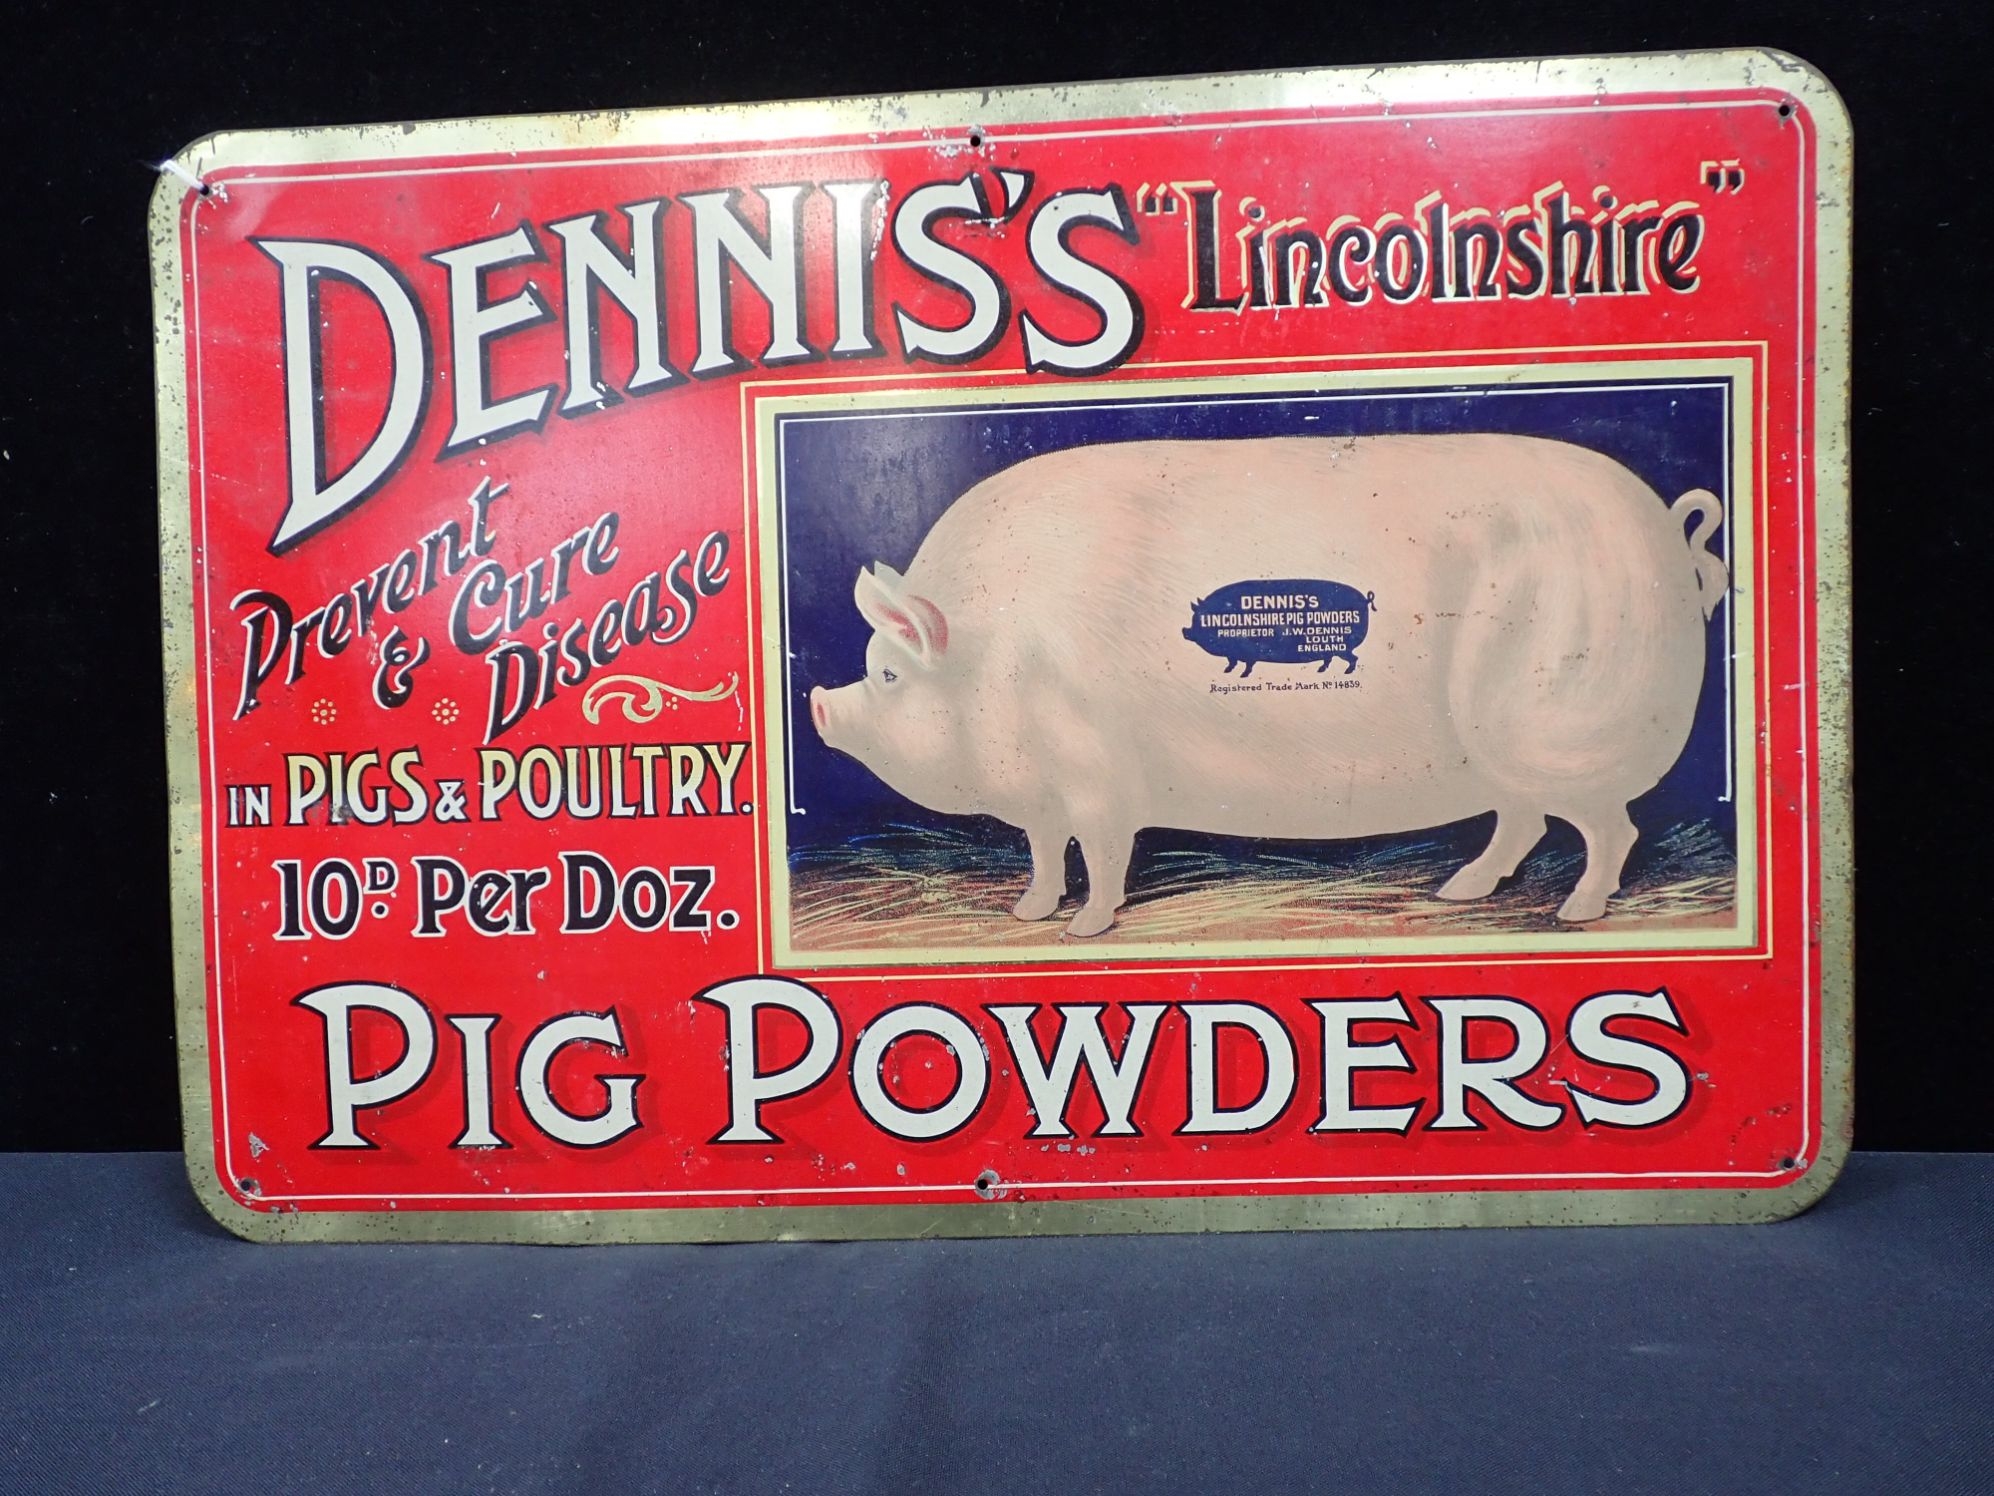 DENNIS'S "Lincolnshire"
Prevent
& Cure
Disease
IN PIGS & POULTRY.
10D. Per Doz.
DENNIS'S
LINCOLNSHIRE PIG POWDERS
PROPRIETOR J.W. DENNIS
LOUTH
ENGLAND
Registered Trade Mark No 14839.
PIG POWDERS